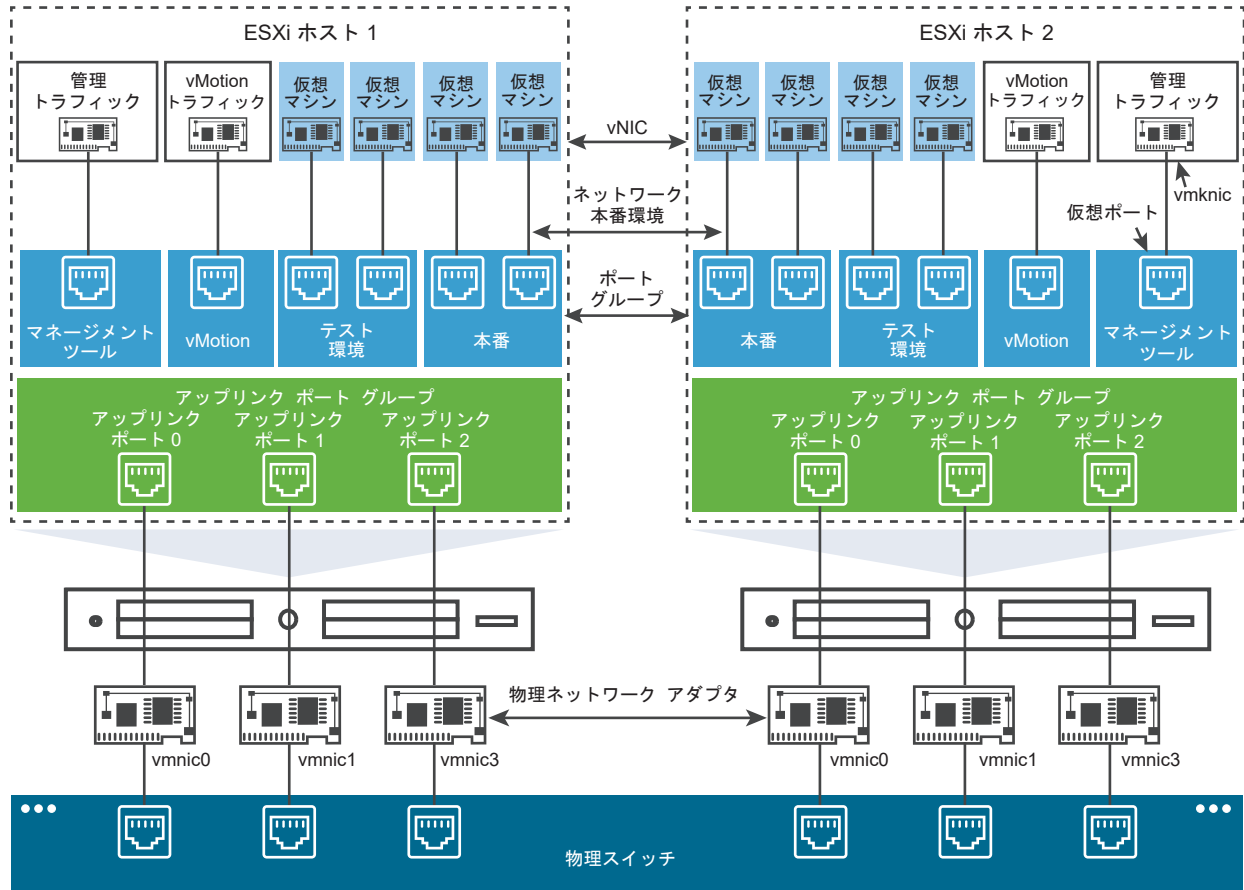 ESXi ホスト 1
管理
トラフィック
vMotion
トラフィック
仮想
マシン
仮想
マシン
仮想
マシン
仮想
マシン
vNIC
ESXi ホスト 2
仮想
マシン
仮想
マシン
仮想
マシン
仮想
マシン
vMotion
トラフィック
管理
トラフィック
vmknic
ネットワーク
本番環境
仮想ポート
ポート
グループ
マネージメント
ツール
vMotion
テスト
環境
本番
本番
テスト
環境
vMotion
マネージメント
ツール
アップリンク ポート グループ
アップリンク
ポート 0
アップリンク
ポート 1
アップリンク
ポート 2
アップリンク ポート グループ
アップリンク
ポート 0
アップリンク
ポート 1
アップリンク
ポート 2
物理ネットワーク アダプタ
vmnic0
vmnic1
vmnic3
vmnic0
vmnic1
vmnic3
物理スイッチ